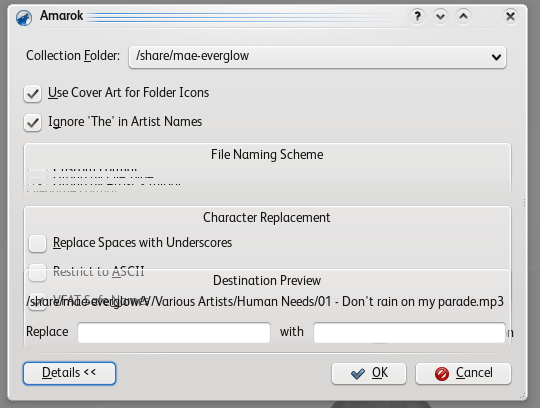 Amarok
Collection Folder: /share/mae-everglow
Use Cover Art for Folder Icons
Ignore 'The' in Artist Names
File Naming Scheme
Character Replacement
Replace Spaces with Underscores
Restrict to ASCII
Destination Preview
/share/mae-everglow/V/Various Artists/Human Needs/01 - Don't rain on my parade.mp3
Replace with
Details <<
OK
Cancel